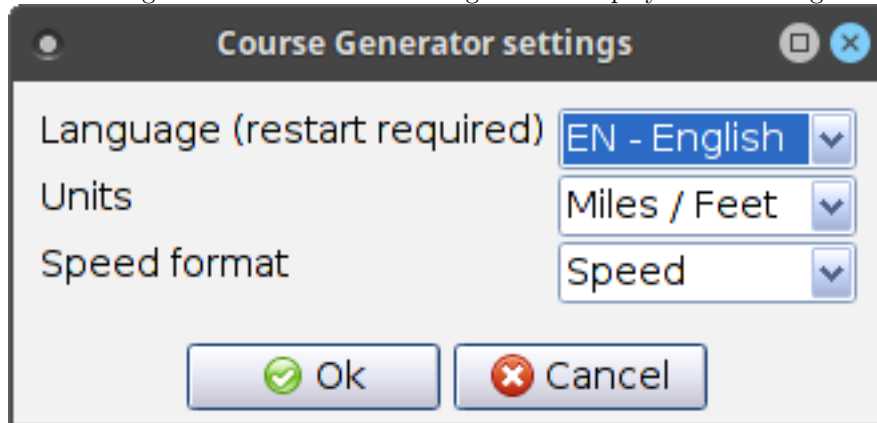 Course Generator settings
Language (restart required) EN - English
Units Miles / Feet
Speed format Speed
Ok Cancel